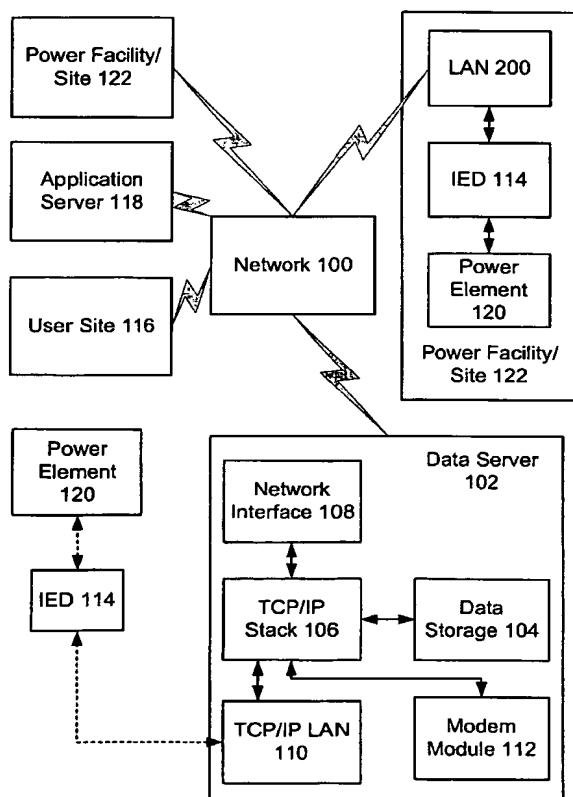 Power Facility/
Site 122
LAN 200
Application
Server 118
IED 114
Network 100
User Site 116
Power
Element
120
Power Facility/
Site 122
Power
Element
120
Data Server
102
Network
Interface 108
IED 114
TCP/IP
Stack 106
Data
Storage 104
TCP/IP LAN
110
Modem
Module 112